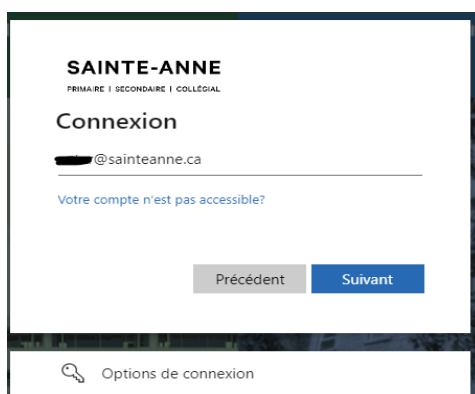 SAINTE-ANNE
PRIMAIRE | SECONDAIRE | COLLÉGIAL
Connexion
@sainteanne.ca
Votre compte n'est pas accessible?
Précédent Suivant
Options de connexion